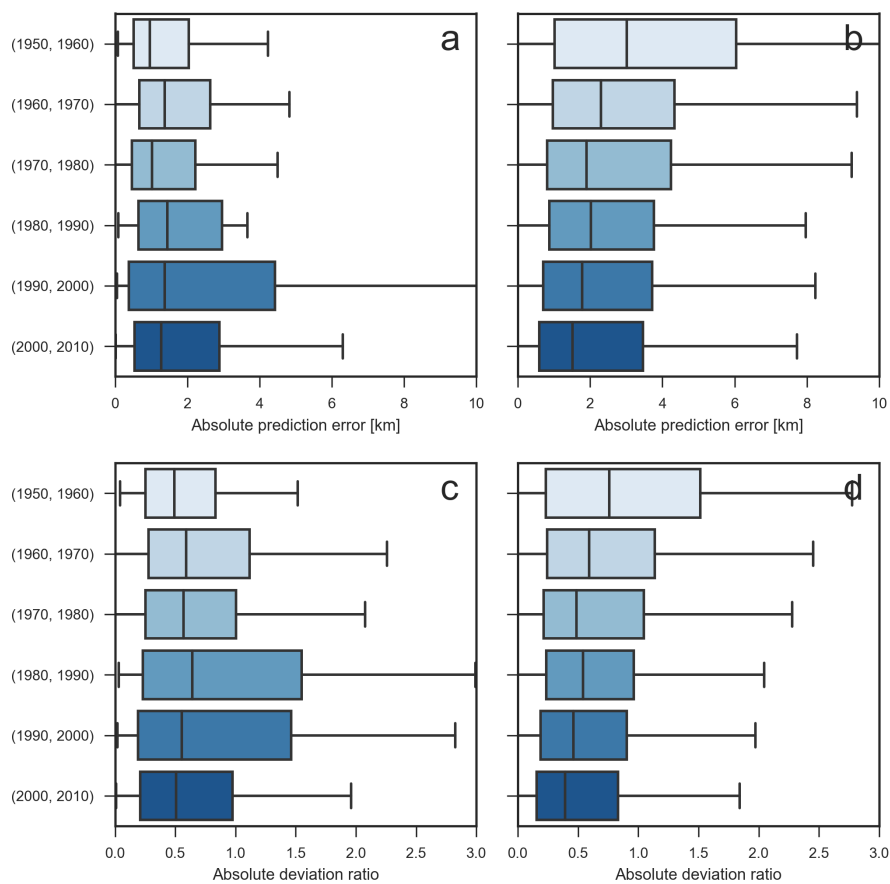 (1950, 1960)
(1960, 1970)
(1970, 1980)
(1980, 1990)
(1990, 2000)
(2000, 2010)
a
b
0 2 4 6 8 10
Absolute prediction error [km]
0 2 4 6 8 10
Absolute prediction error [km]
(1950, 1960)
(1960, 1970)
(1970, 1980)
(1980, 1990)
(1990, 2000)
(2000, 2010)
c
d
0.0 0.5 1.0 1.5 2.0 2.5 3.0
Absolute deviation ratio
0.0 0.5 1.0 1.5 2.0 2.5 3.0
Absolute deviation ratio